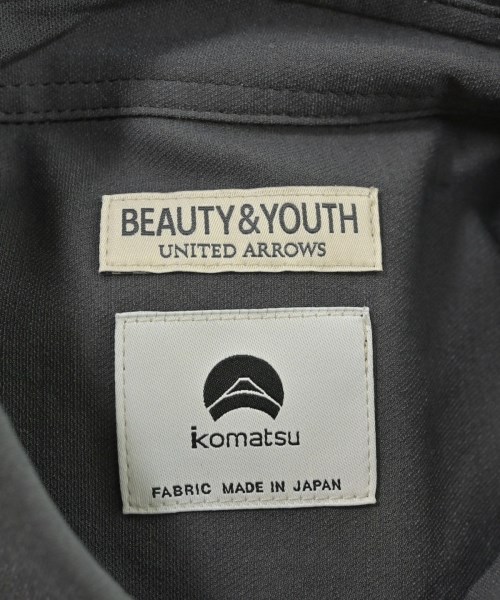 BEAUTY&YOUTH
UNITED ARROWS
komatsu
FABRIC MADE IN JAPAN